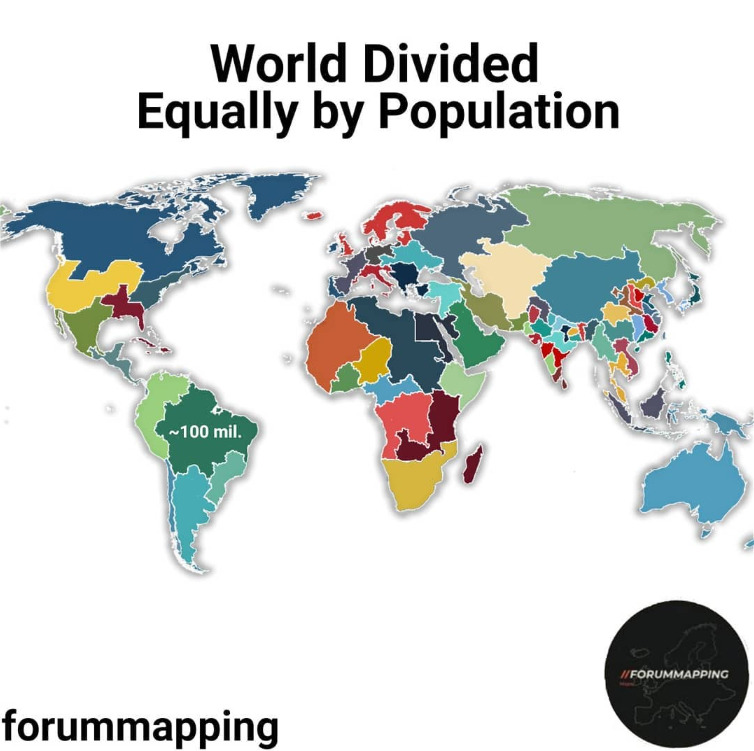 World Divided
Equally by Population
~100 mil.
//FORUMMAPPING
forummapping